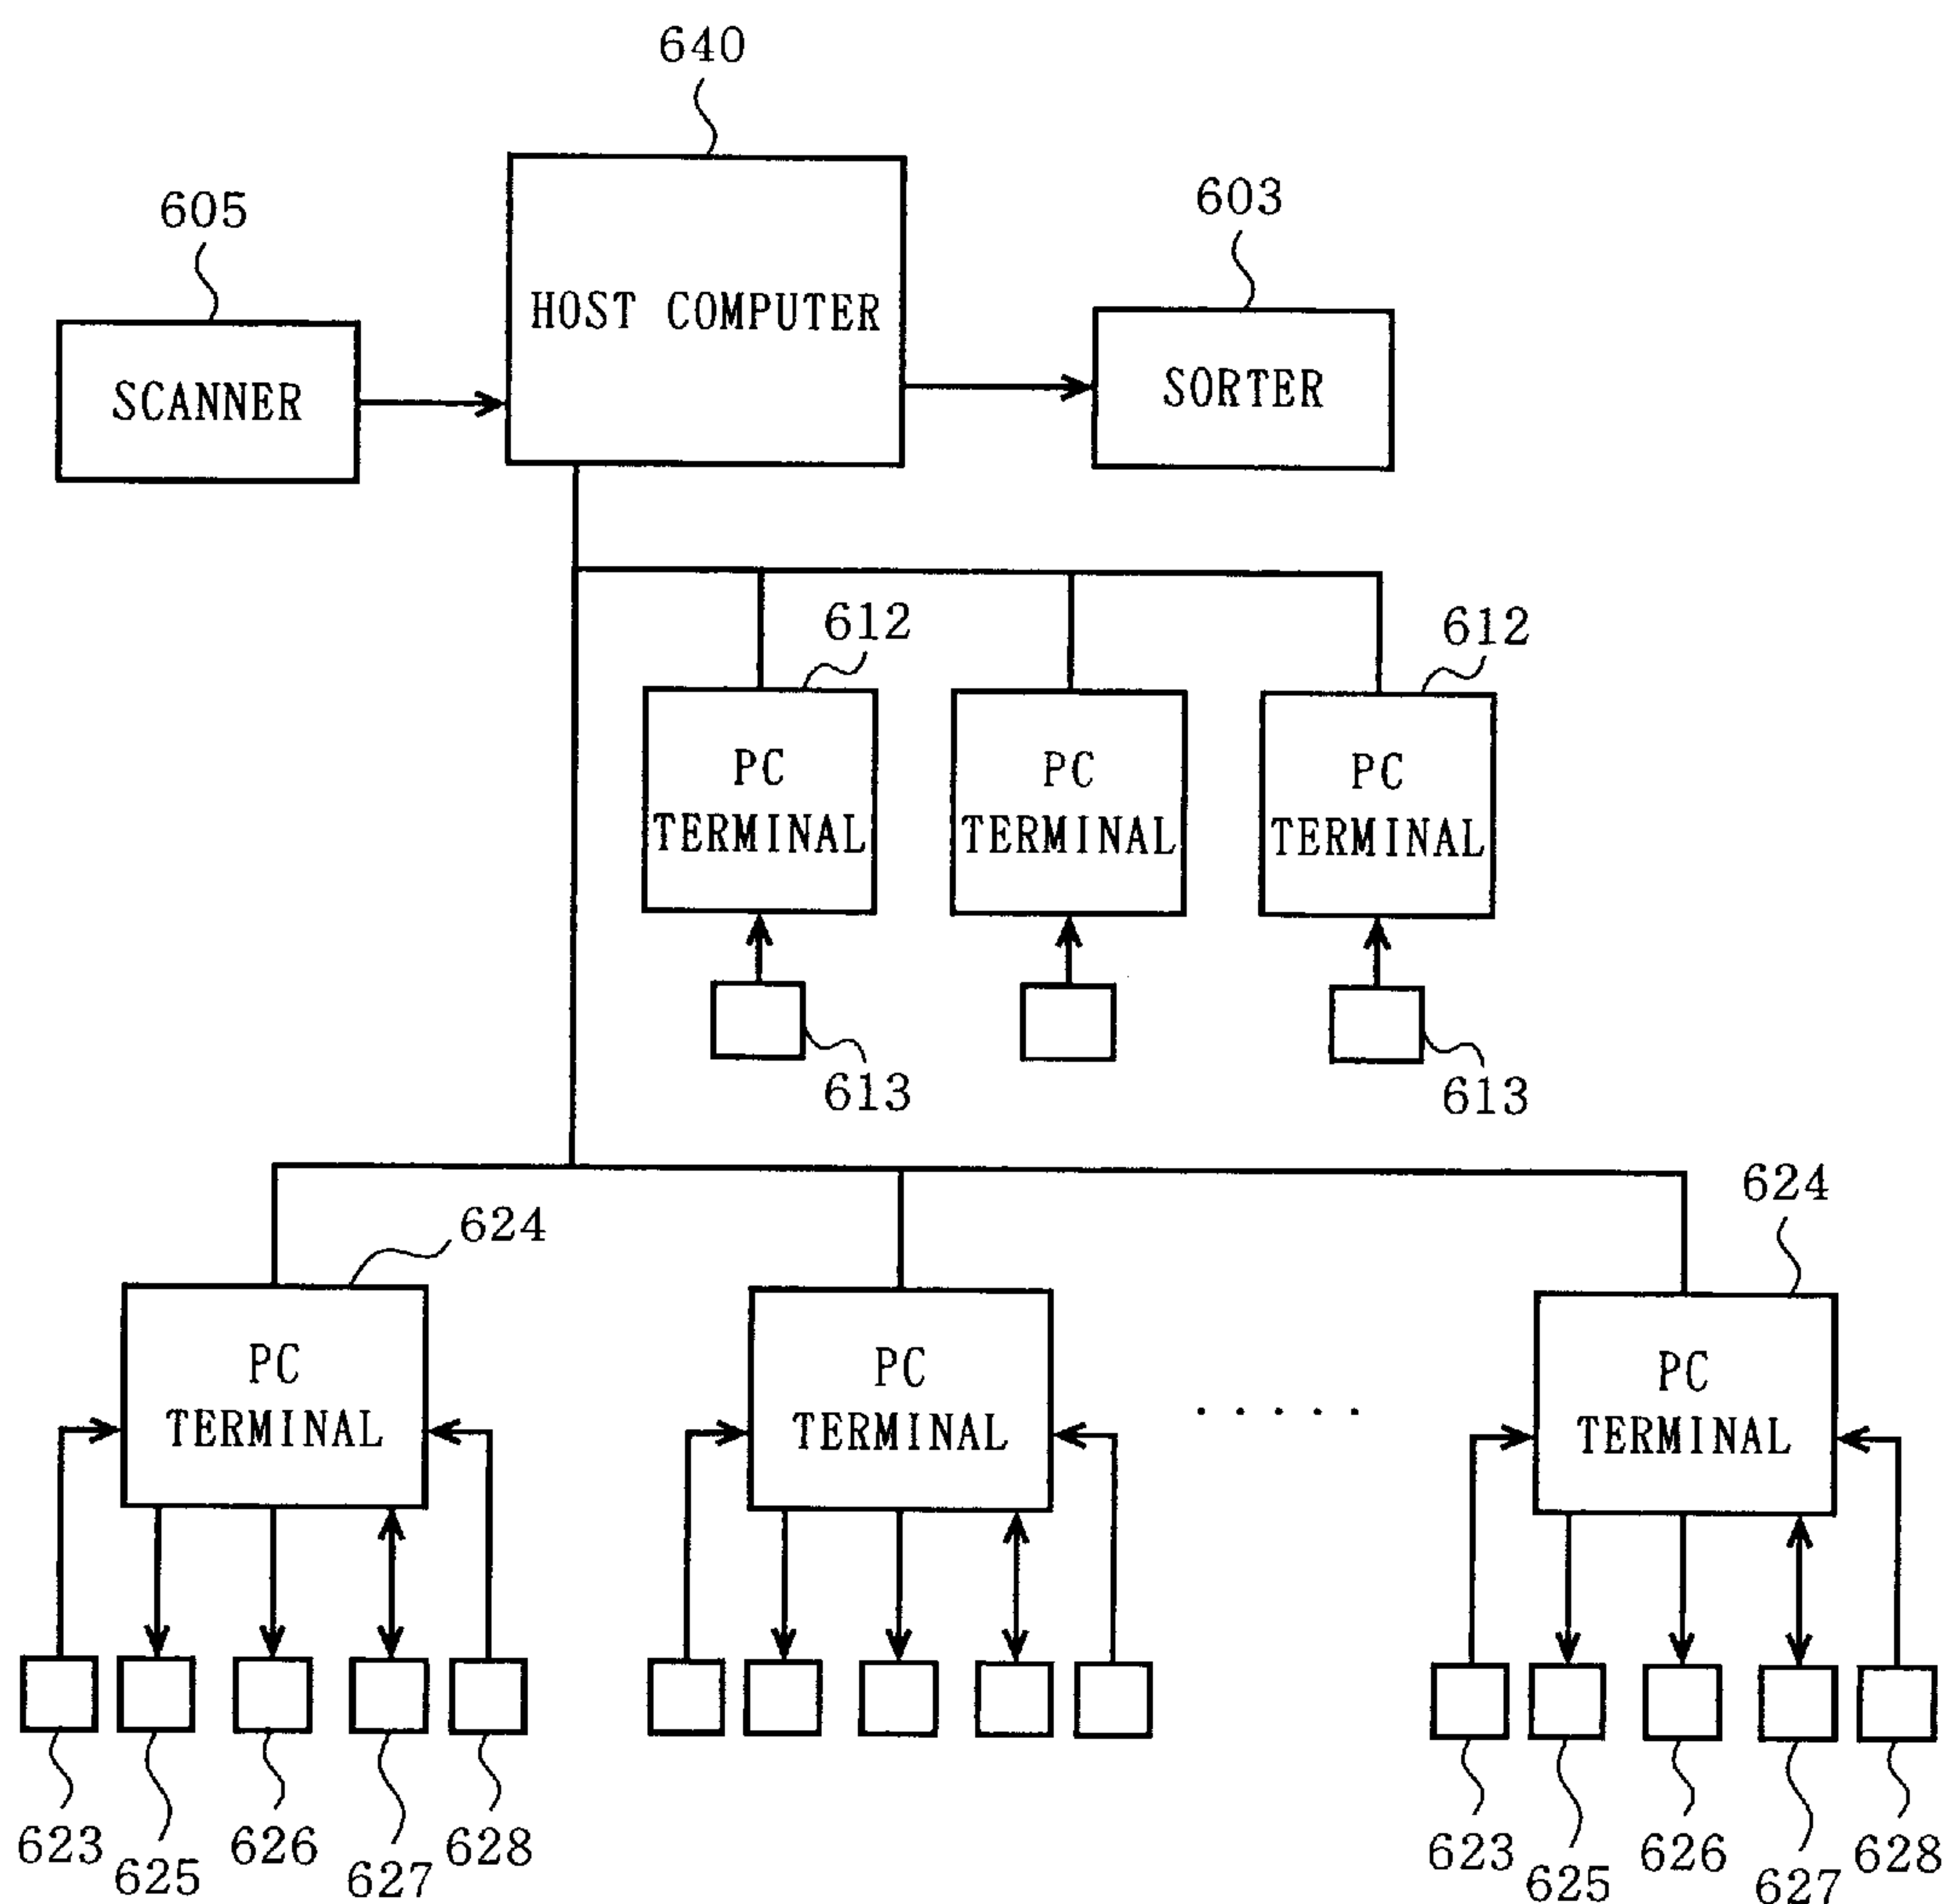 640
605
603
HOST COMPUTER
SCANNER
SORTER
612
612
PC
TERMINAL
PC
TERMINAL
PC
TERMINAL
613
613
624
624
PC
TERMINAL
PC
TERMINAL
.....
PC
TERMINAL
623
625
626
627
628
623
625
626
627
628